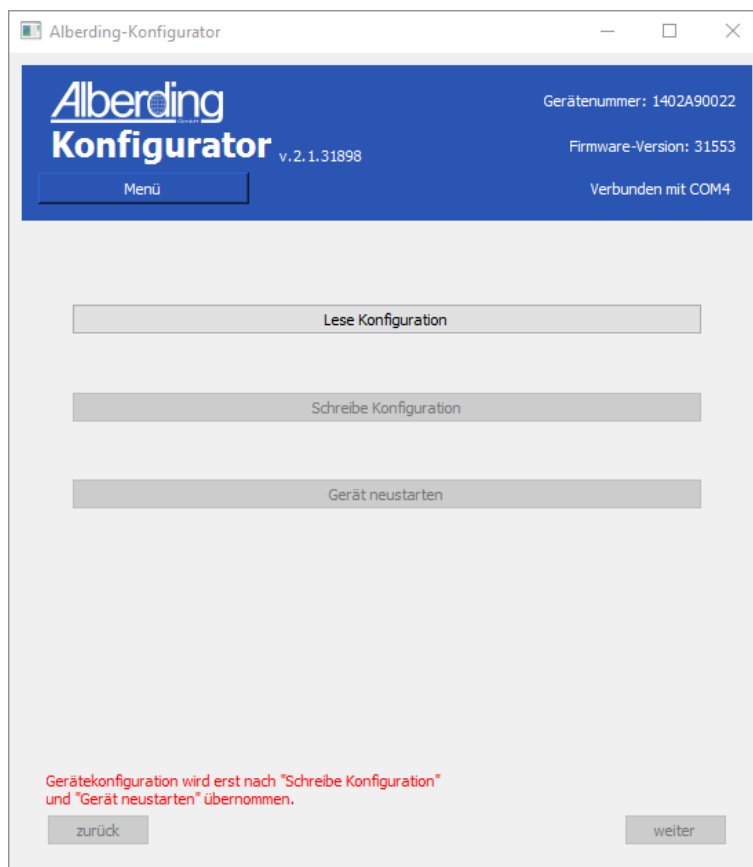 Alberding-Konfigurator
Alberding
GmbH
Konfigurator v.2.1.31898
Menü
Gerätenummer: 1402A90022
Firmware-Version: 31553
Verbunden mit COM4
Lese Konfiguration
Schreibe Konfiguration
Gerät neustarten
Gerätekonfiguration wird erst nach "Schreibe Konfiguration"
und "Gerät neustarten" übernommen.
zurück
weiter